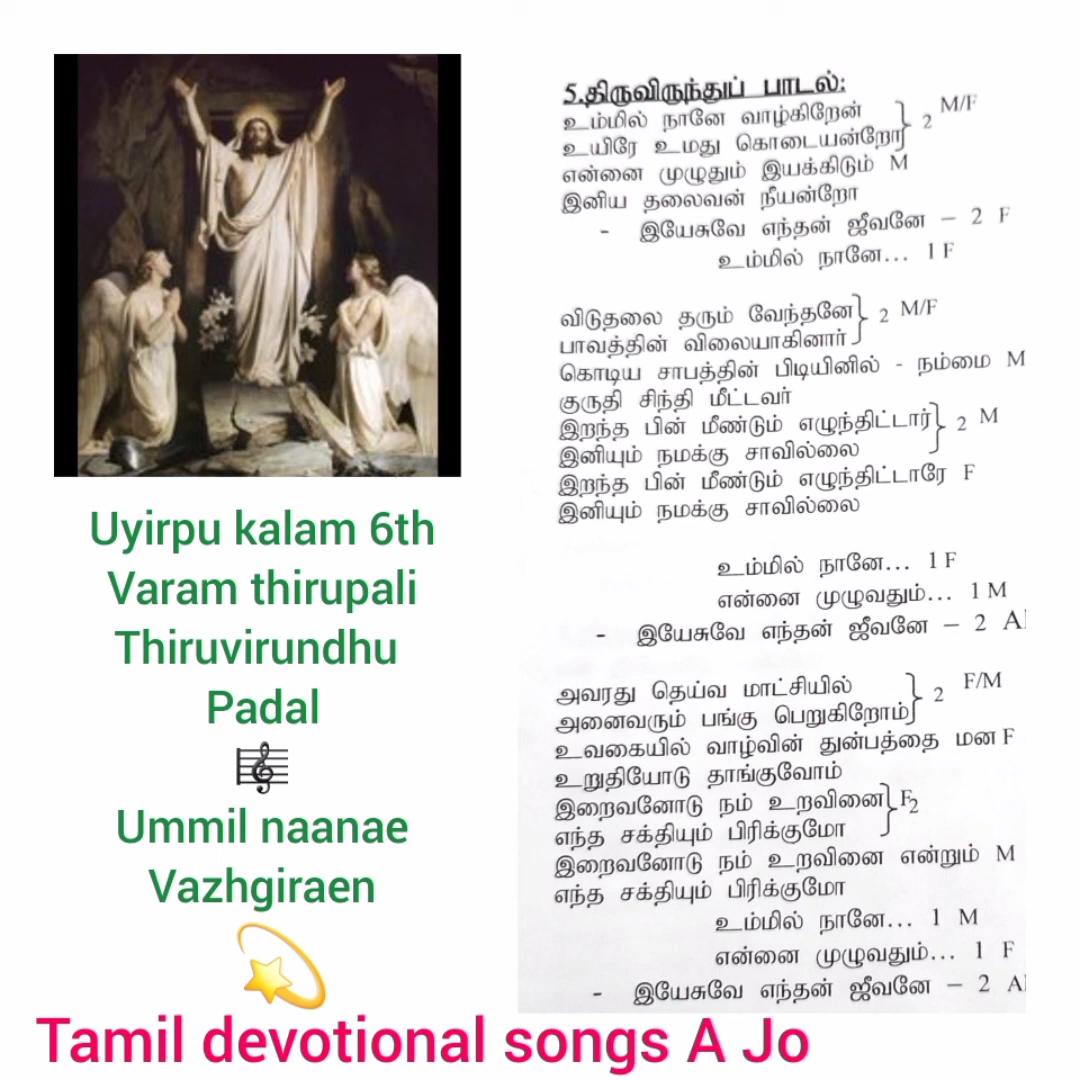 Uyirpu kalam 6th
Varam thirupali
Thiruvirundhu
Padal
Ummil naanae
Vazhgiraen
5.திருவிருந்துப் பாடல்:
உம்மில் நானே வாழ்கிறேன்
உயிரே உமது கொடையன்றோ } 2 M/F
என்னை முழுதும் இயக்கிடும் M
இனிய தலைவன் நீயன்றோ
- இயேசுவே எந்தன் ஜீவனே – 2 F
உம்மில் நானே... 1 F
விடுதலை தரும் வேந்தனே
பாவத்தின் விலையாகினார் } 2 M/F
கொடிய சாபத்தின் பிடியினில் - நம்மை M
குருதி சிந்தி மீட்டவர்
இறந்த பின் மீண்டும் எழுந்திட்டார்
இனியும் நமக்கு சாவில்லை } 2 M
இறந்த பின் மீண்டும் எழுந்திட்டாரே F
இனியும் நமக்கு சாவில்லை
உம்மில் நானே... 1 F
என்னை முழுவதும்... 1 M
- இயேசுவே எந்தன் ஜீவனே – 2
அவரது தெய்வ மாட்சியில்
அனைவரும் பங்கு பெறுகிறோம் } 2 F/M
உவகையில் வாழ்வின் துன்பத்தை மன F
உறுதியோடு தாங்குவோம்
இறைவனோடு நம் உறவினை
எந்த சக்தியும் பிரிக்குமோ } F2
இறைவனோடு நம் உறவினை என்றும் M
எந்த சக்தியும் பிரிக்குமோ
உம்மில் நானே... 1 M
என்னை முழுவதும்... 1 F
- இயேசுவே எந்தன் ஜீவனே – 2
Tamil devotional songs A Jo